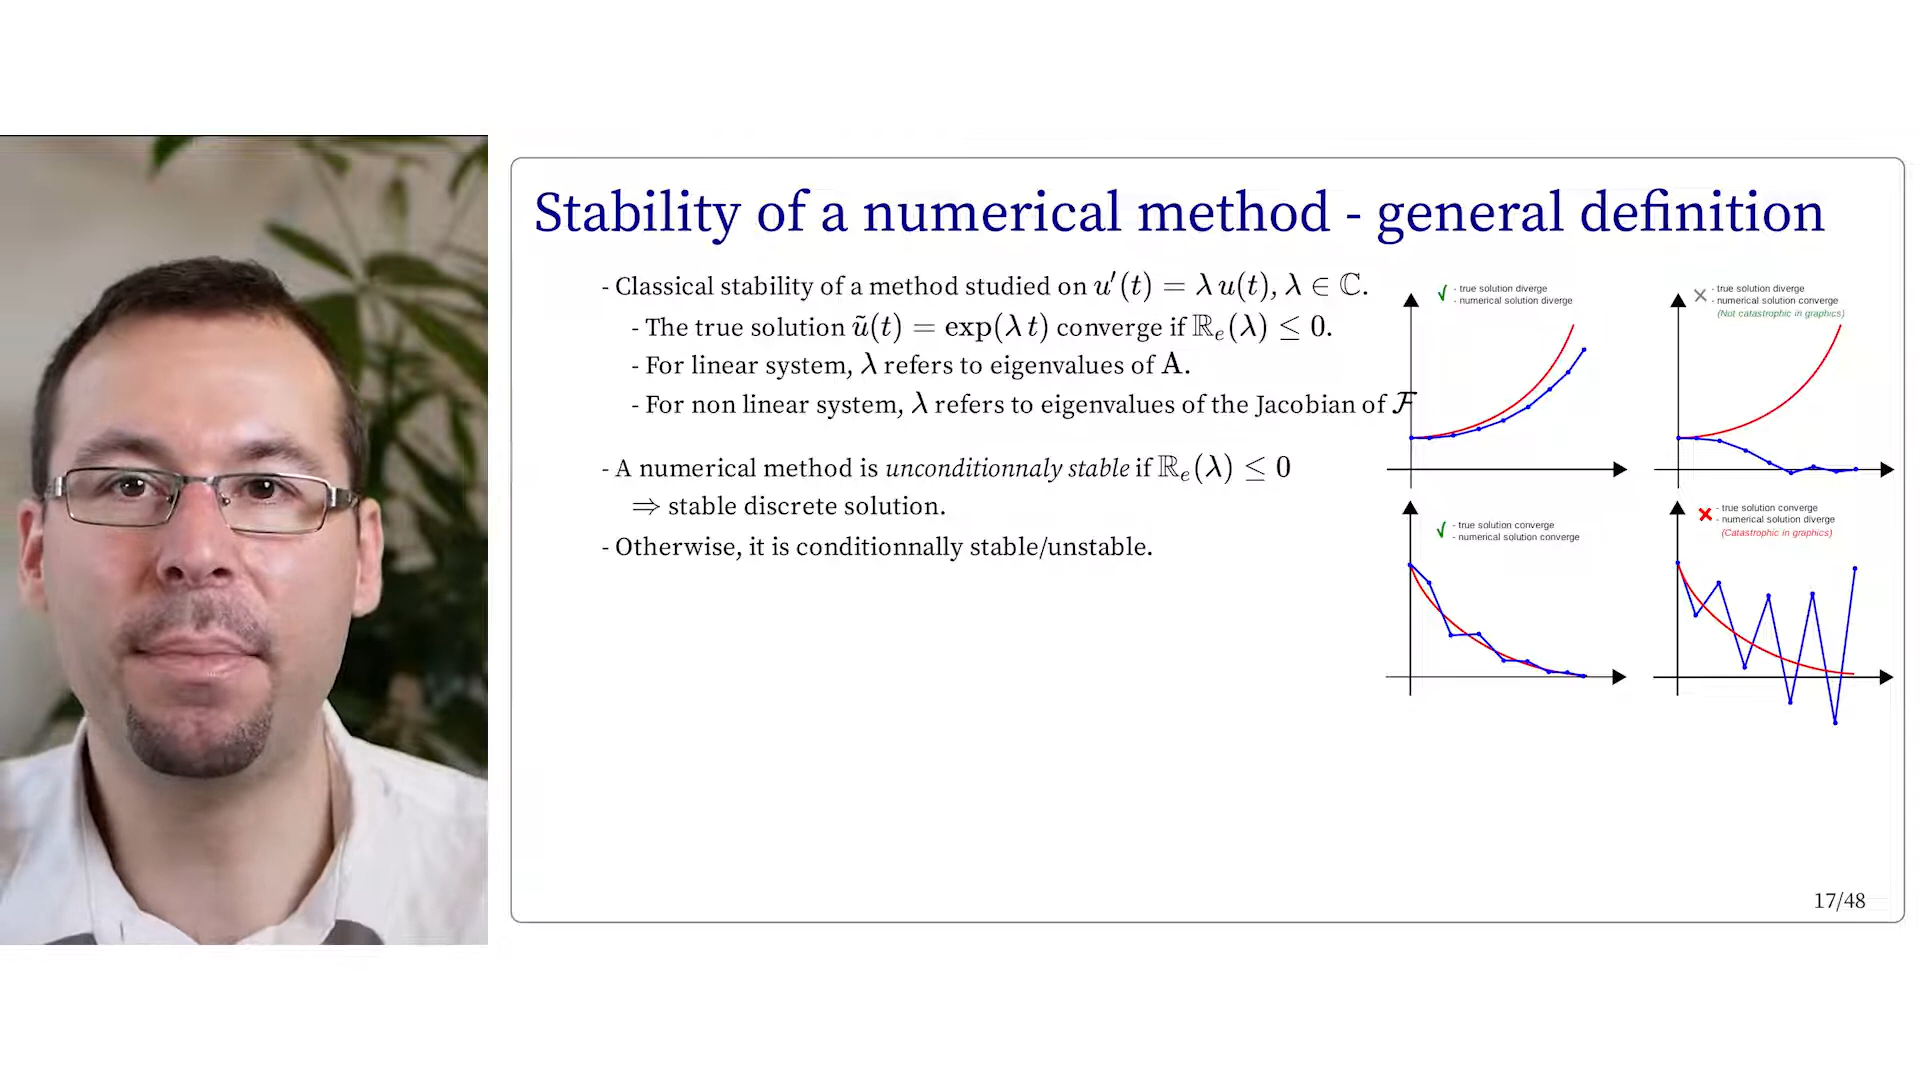 Stability of a numerical method - general definition
- Classical stability of a method studied on u′(t) = λ u(t), λ ∈ ℂ.
- The true solution ũ(t) = exp(λ t) converge if ℝₑ(λ) ≤ 0.
- For linear system, λ refers to eigenvalues of A.
- For non linear system, λ refers to eigenvalues of the Jacobian of ℱ
- A numerical method is unconditionnaly stable if ℝₑ(λ) ≤ 0
⇒ stable discrete solution.
- Otherwise, it is conditionnally stable/unstable.
- true solution diverge
- numerical solution diverge
- true solution diverge
- numerical solution converge
(Not catastrophic in graphics)
- true solution converge
- numerical solution converge
- true solution converge
- numerical solution diverge
(Catastrophic in graphics)
17/48